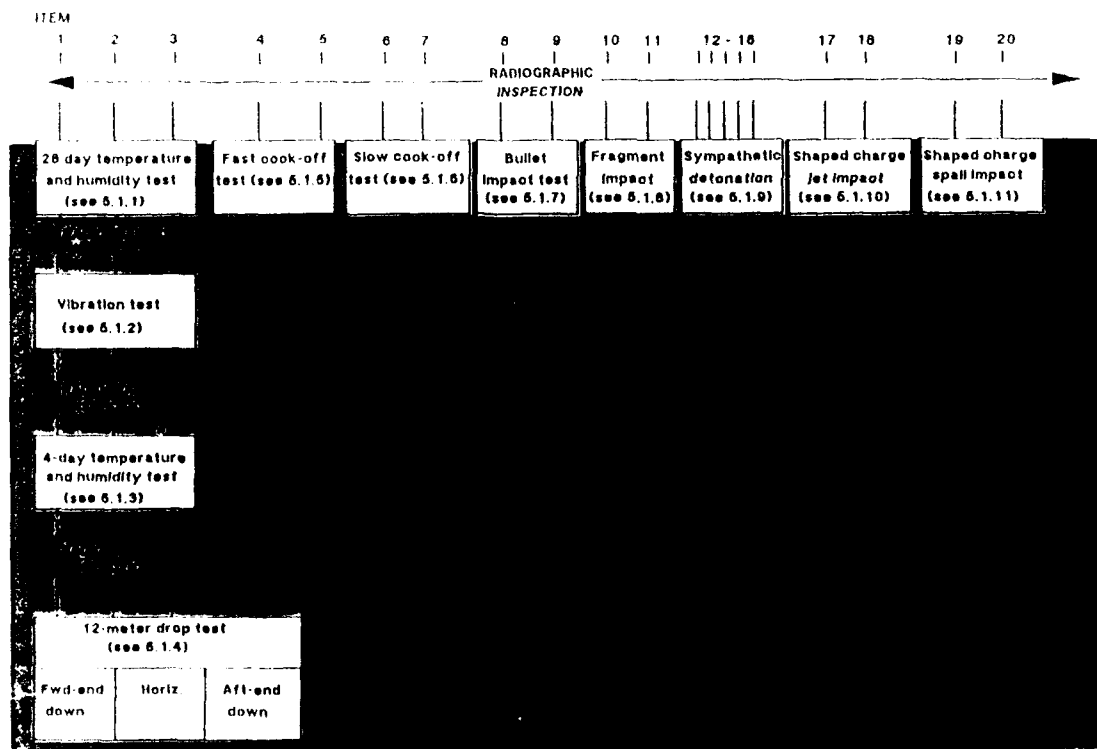 ITEM
1 2 3 4 5 6 7 8 9 10 11 12 - 16 17 18 19 20
RADIOGRAPHIC
INSPECTION
28 day temperature
and humidity test
(see 5.1.1)
Fast cook-off
test (see 5.1.5)
Slow cook-off
test (see 5.1.6)
Bullet
impact test
(see 5.1.7)
Fragment
impact
(see 5.1.8)
Sympathetic
detonation
(see 5.1.9)
Shaped charge
jet impact
(see 5.1.10)
Shaped charge
spall impact
(see 5.1.11)
*
Vibration test
(see 5.1.2)
4-day temperature
and humidity test
(see 5.1.3)
12-meter drop test
(see 5.1.4)
Fwd-end
down
Horiz.
Aft-end
down